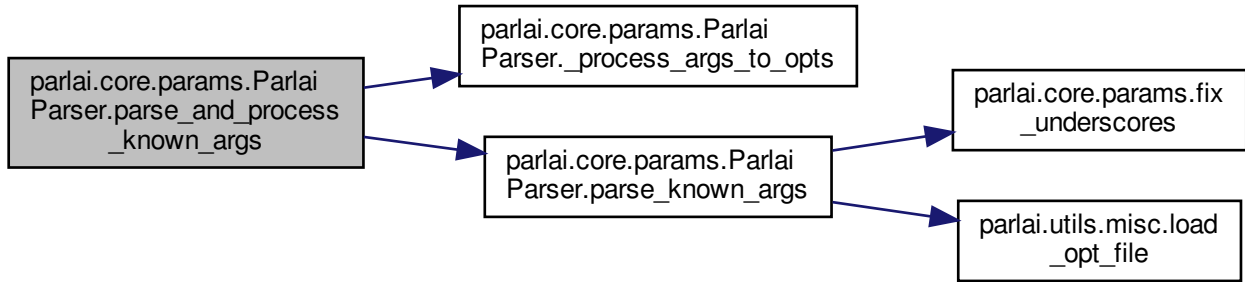 parlai.core.params.Parlai
Parser.parse_and_process
_known_args
parlai.core.params.Parlai
Parser._process_args_to_opts
parlai.core.params.Parlai
Parser.parse_known_args
parlai.core.params.fix
_underscores
parlai.utils.misc.load
_opt_file